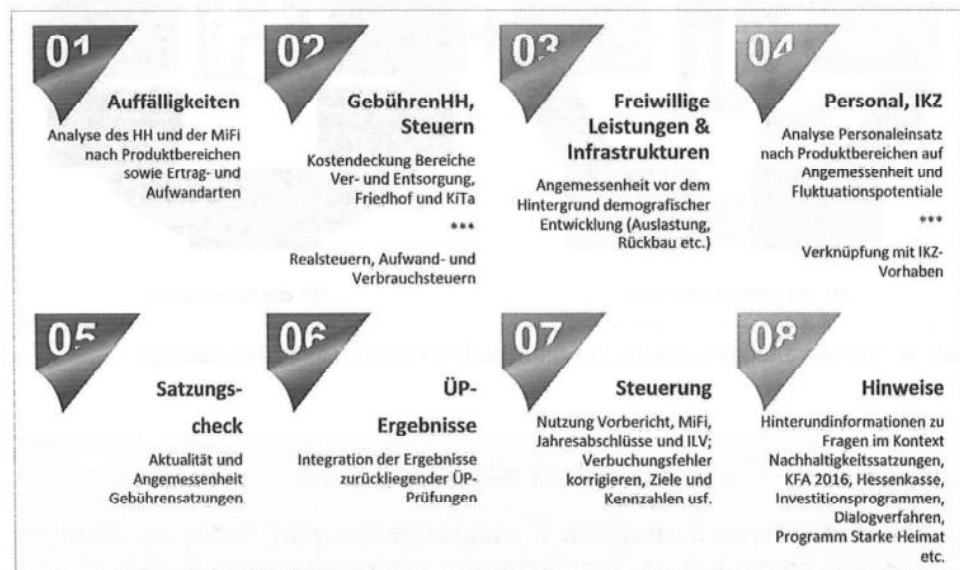 01
Auffälligkeiten
Analyse des HH und der MiFi
nach Produktbereichen
sowie Ertrag- und
Aufwandarten
02
GebührenHH,
Steuern
Kostendeckung Bereiche
Ver- und Entsorgung,
Friedhof und KiTa
***
Realsteuern, Aufwand- und
Verbrauchsteuern
03
Freiwillige
Leistungen &
Infrastrukturen
Angemessenheit vor dem
Hintergrund demografischer
Entwicklung (Auslastung,
Rückbau etc.)
04
Personal, IKZ
Analyse Personaleinsatz
nach Produktbereichen auf
Angemessenheit und
Fluktuationspotentiale
***
Verknüpfung mit IKZ-
Vorhaben
05
Satzungs-
check
Aktualität und
Angemessenheit
Gebührensatzungen
06
ÜP-
Ergebnisse
Integration der Ergebnisse
zurückliegender ÜP-
Prüfungen
07
Steuerung
Nutzung Vorbericht, MiFi,
Jahresabschlüsse und ILV;
Verbuchungsfehler
korrigieren, Ziele und
Kennzahlen usf.
08
Hinweise
Hinterundinformationen zu
Fragen im Kontext
Nachhaltigkeitssatzungen,
KFA 2016, Hessenkasse,
Investitionsprogrammen,
Dialogverfahren,
Programm Starke Heimat
etc.